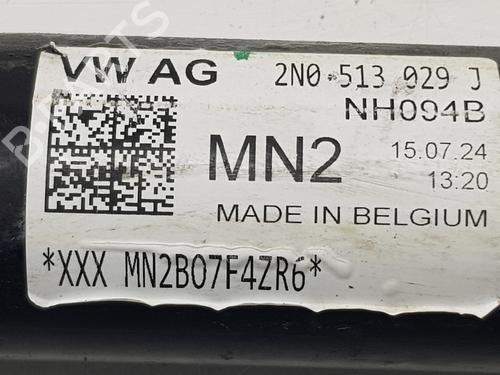 VW AG 2N0 513 029 J
NH094B
MN2 15.07.24
13:20
MADE IN BELGIUM
*XXX MN2B07F4ZR6*